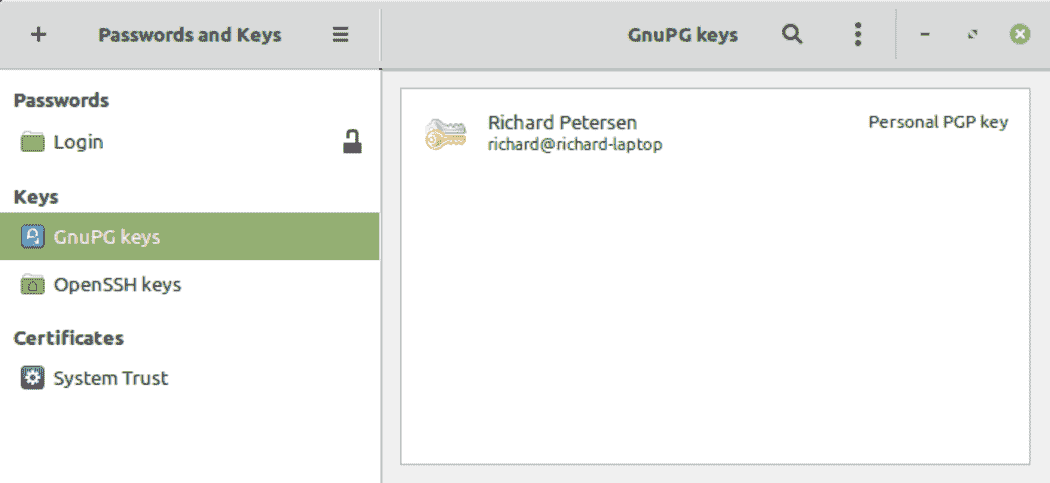 Passwords and Keys
GnuPG keys
Passwords
Login
Keys
GnuPG keys
OpenSSH keys
Certificates
System Trust
Richard Petersen
Personal PGP key
richard@richard-laptop